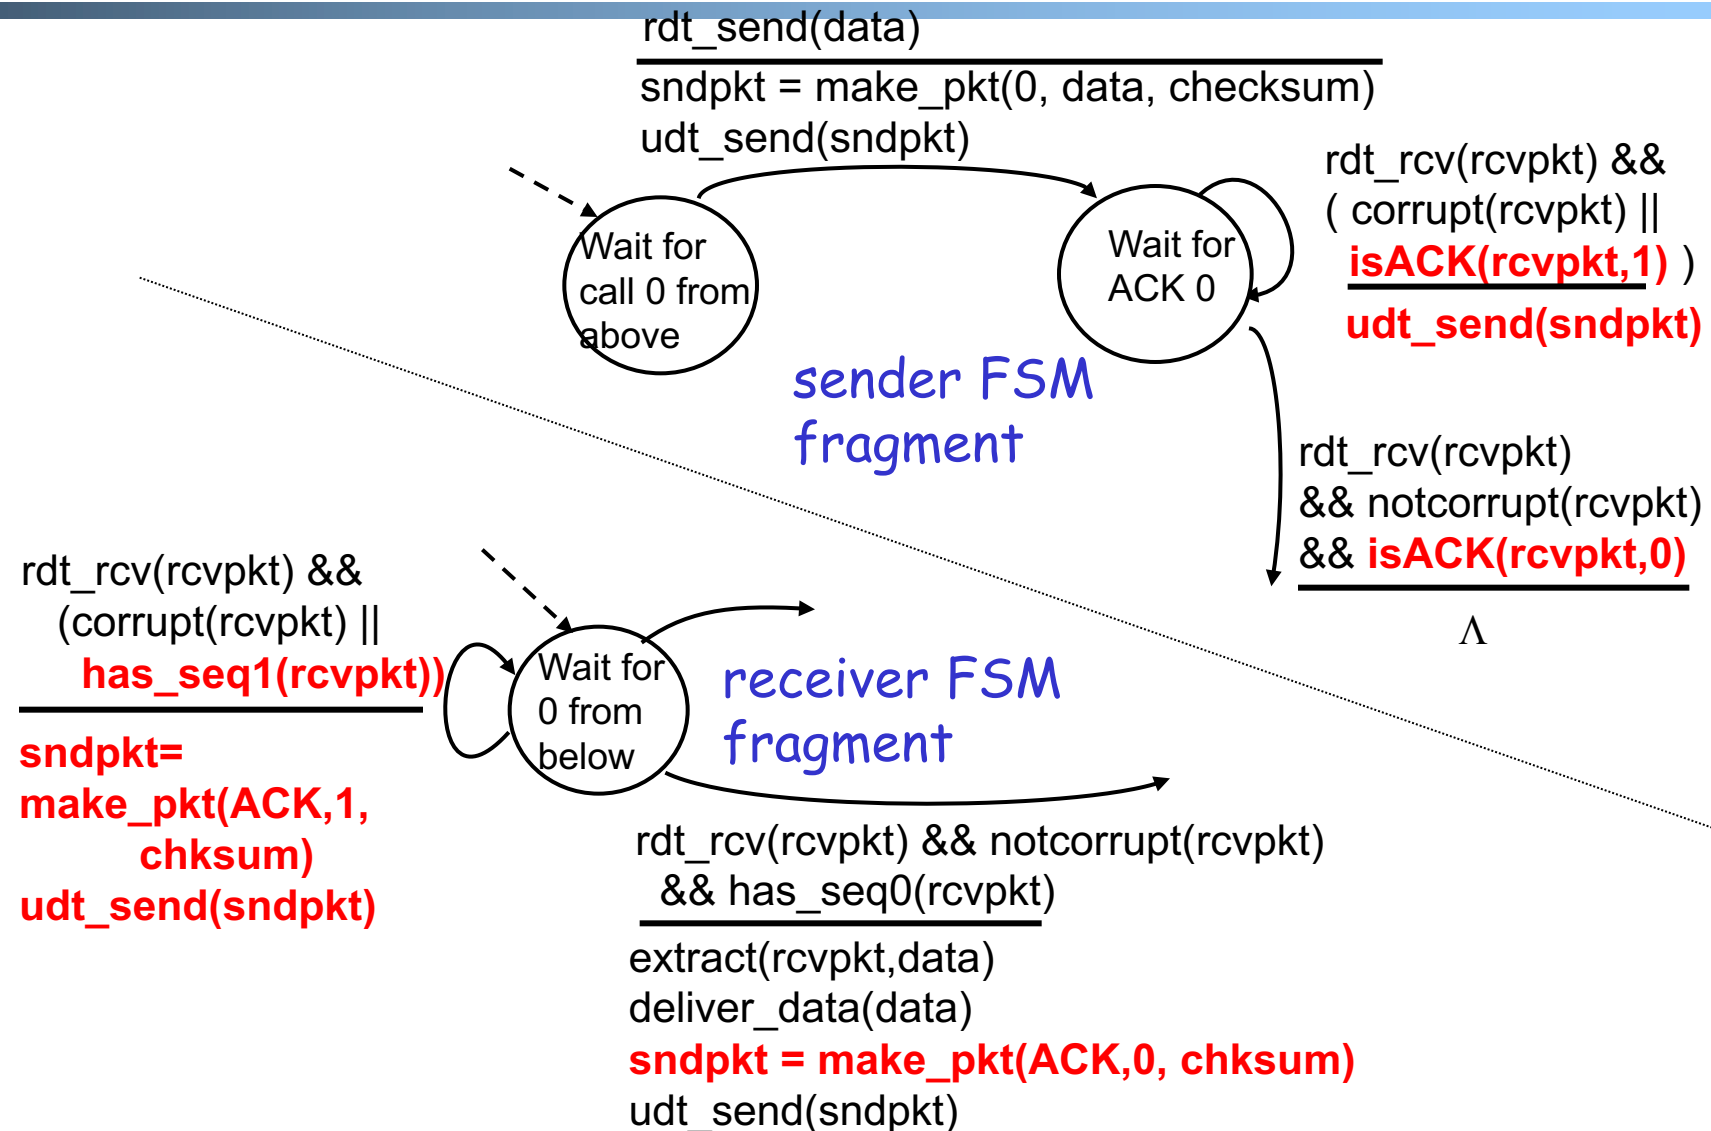 rdt_send(data)
sndpkt = make_pkt(0, data, checksum)
udt_send(sndpkt)
Wait for
call 0 from
above
Wait for
ACK 0
rdt_rcv(rcvpkt) &&
( corrupt(rcvpkt) ||
isACK(rcvpkt,1) )
udt_send(sndpkt)
sender FSM
fragment
rdt_rcv(rcvpkt)
&& notcorrupt(rcvpkt)
&& isACK(rcvpkt,0)
Λ
rdt_rcv(rcvpkt) &&
(corrupt(rcvpkt) ||
has_seq1(rcvpkt))
sndpkt=
make_pkt(ACK,1,
chksum)
udt_send(sndpkt)
Wait for
0 from
below
receiver FSM
fragment
rdt_rcv(rcvpkt) && notcorrupt(rcvpkt)
&& has_seq0(rcvpkt)
extract(rcvpkt,data)
deliver_data(data)
sndpkt = make_pkt(ACK,0, chksum)
udt_send(sndpkt)